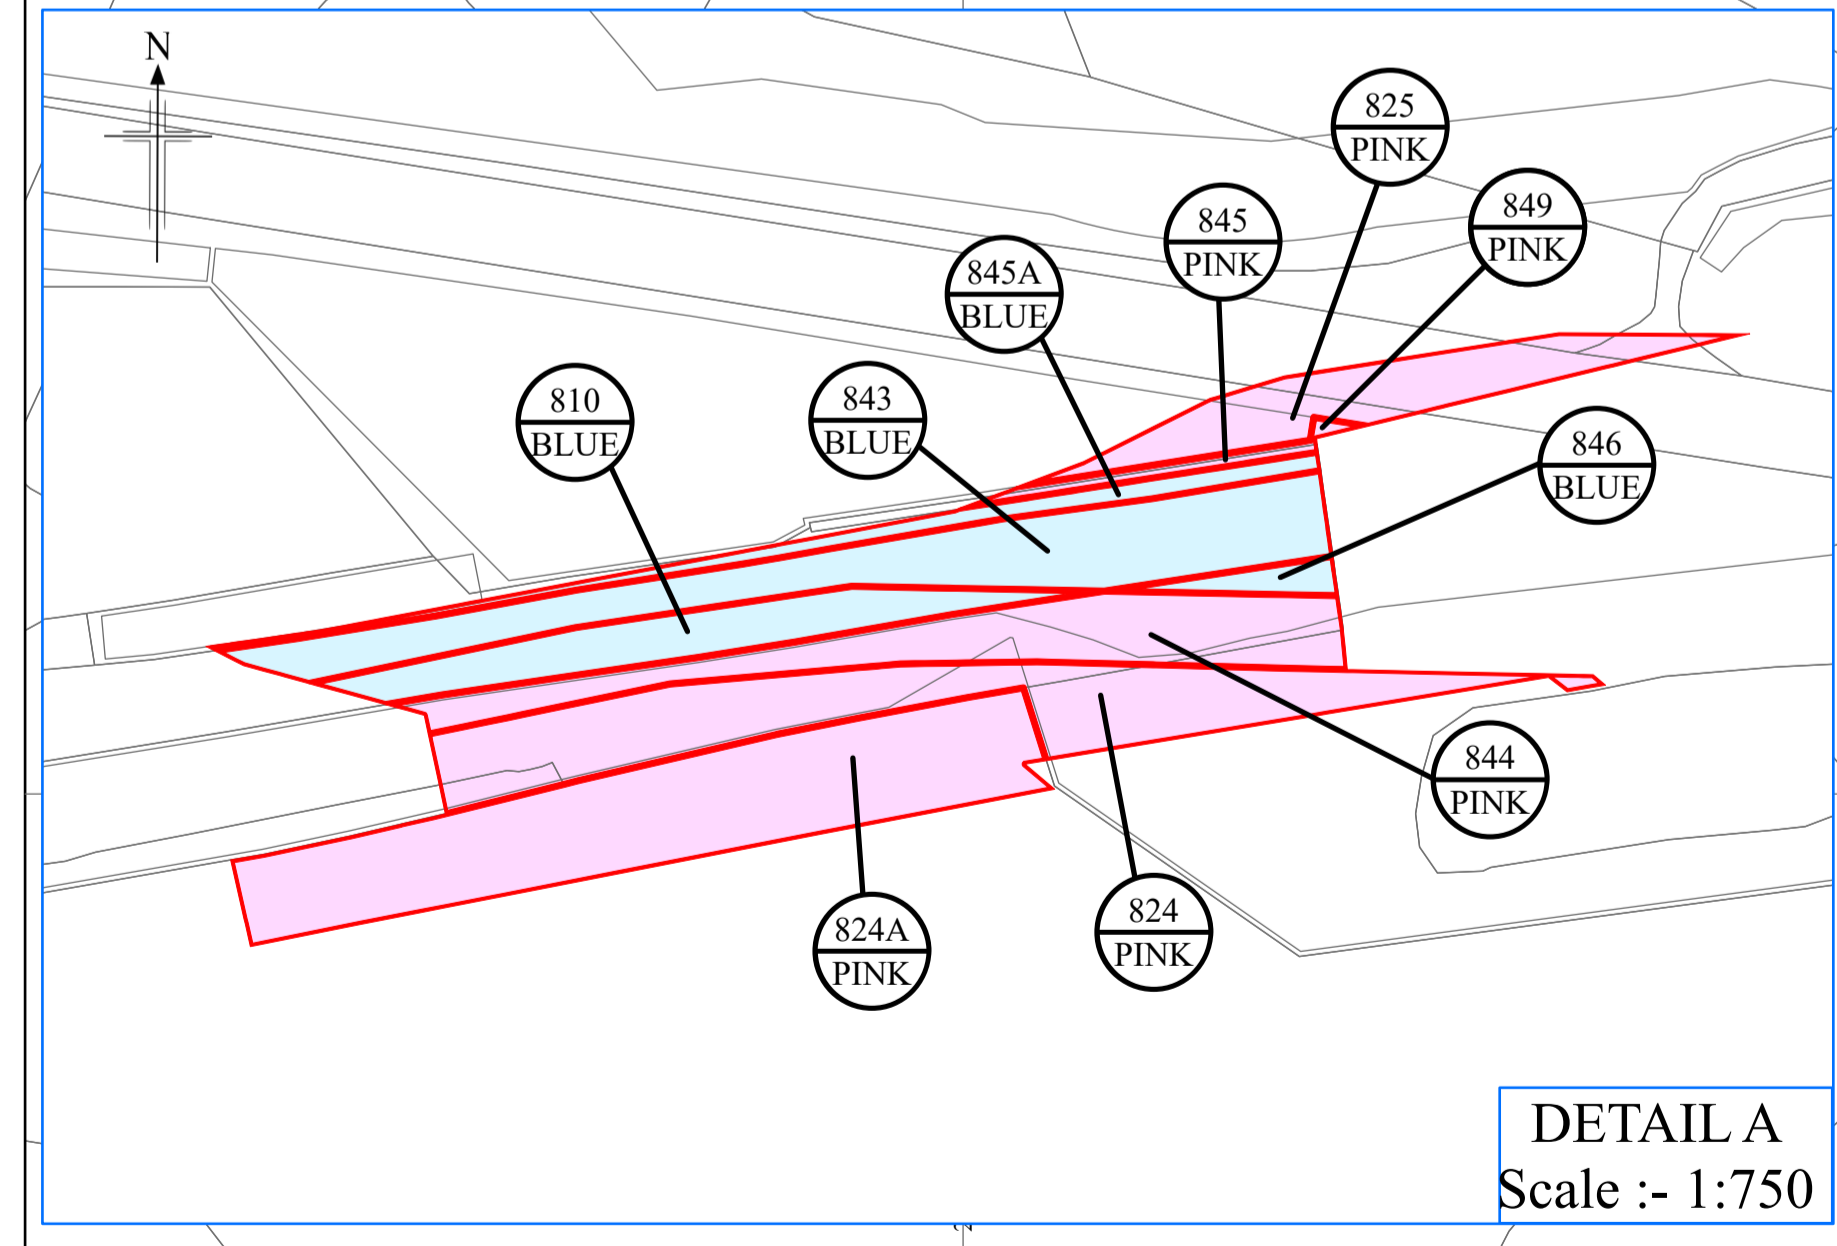 N
825
PINK
849
PINK
845
PINK
845A
BLUE
843
BLUE
810
BLUE
846
BLUE
844
PINK
824
PINK
824A
PINK
DETAIL A
Scale :- 1:750